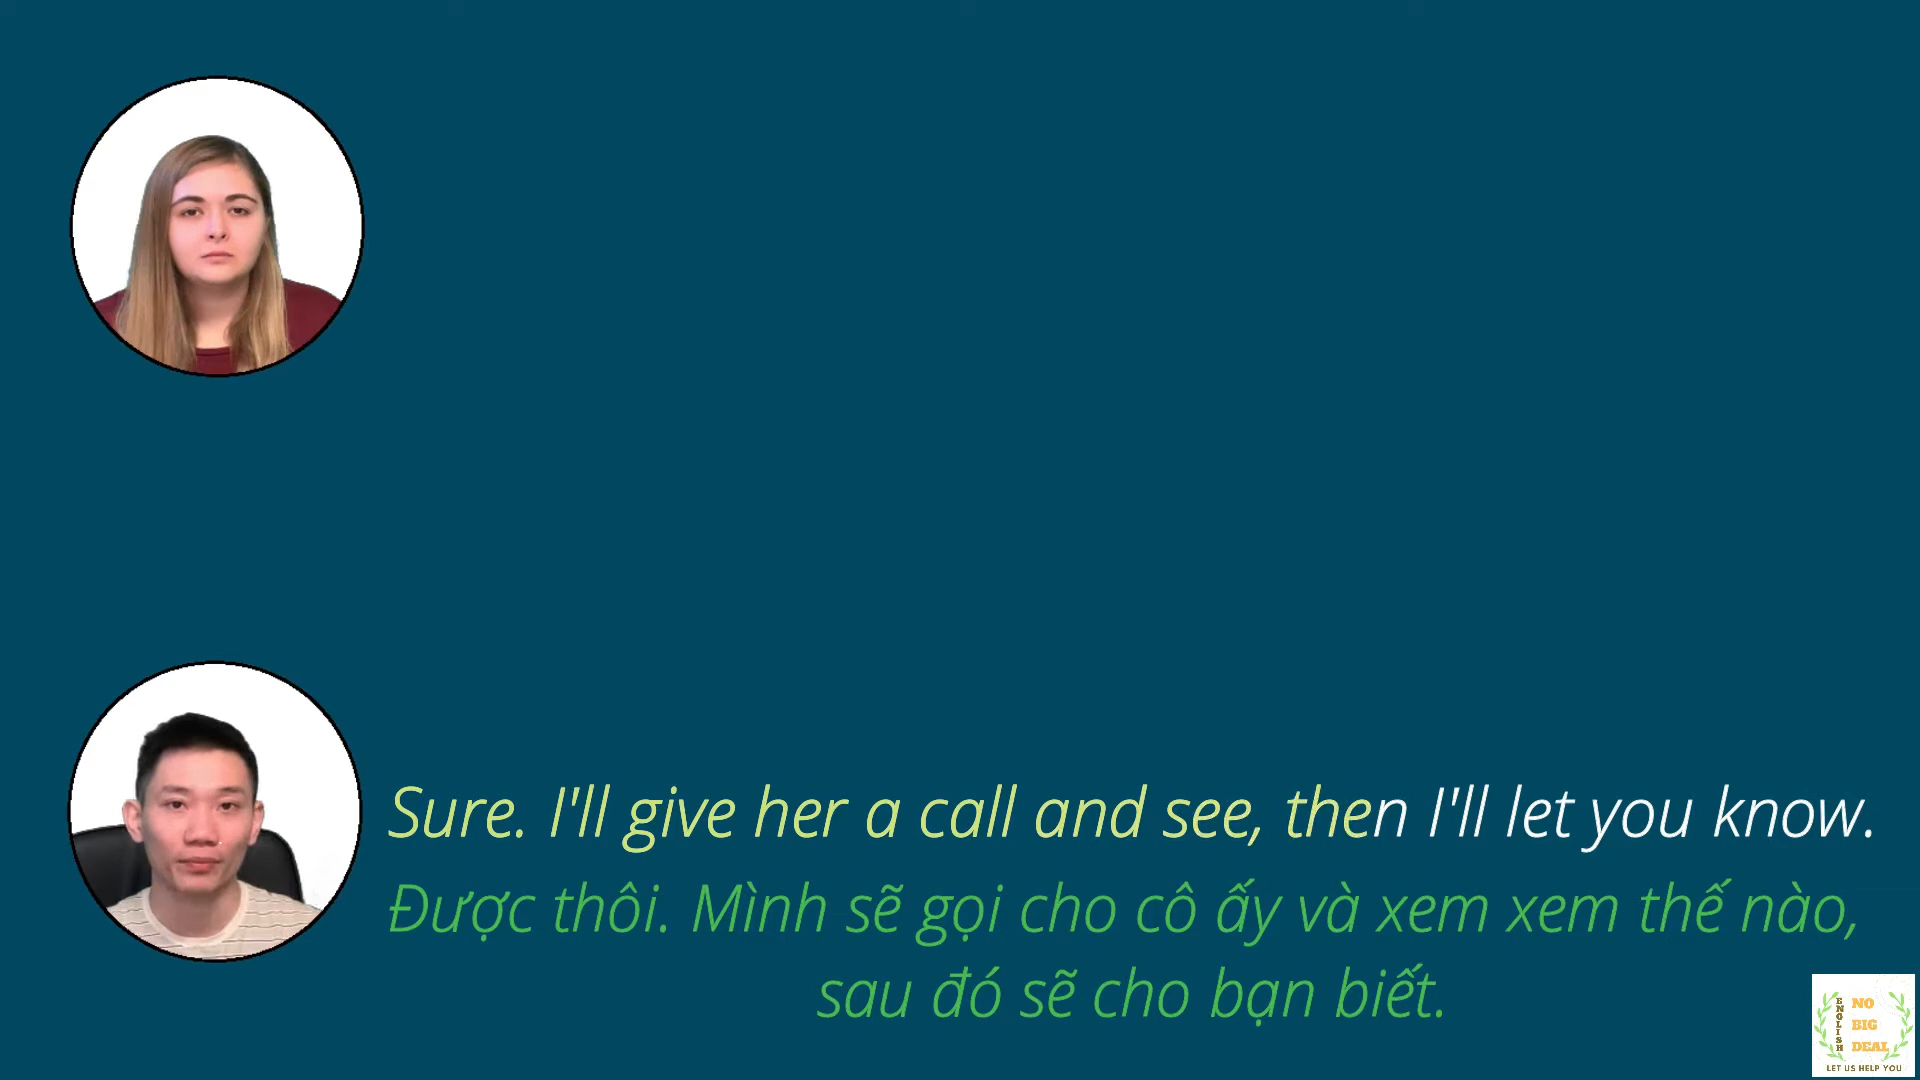 Sure. I'll give her a call and see, then I'll let you know.
Được thôi. Mình sẽ gọi cho cô ấy và xem xem thế nào,
sau đó sẽ cho bạn biết.
ENGLISH
NO
BIG
DEAL
LET US HELP YOU